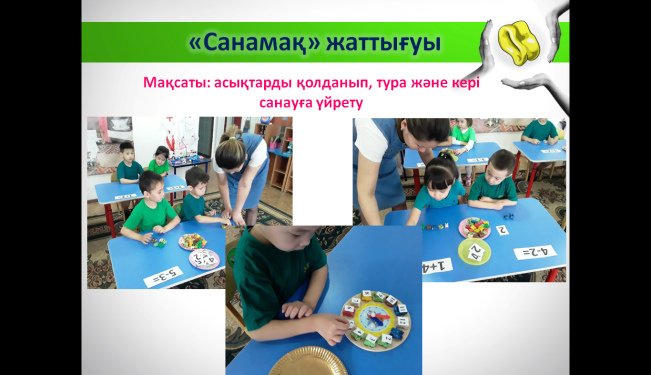 «Санамақ» жаттығуы
Мақсаты: асықтарды қолданып, тура және кері
санауға үйрету
5-3=
1+4
2
4-2=